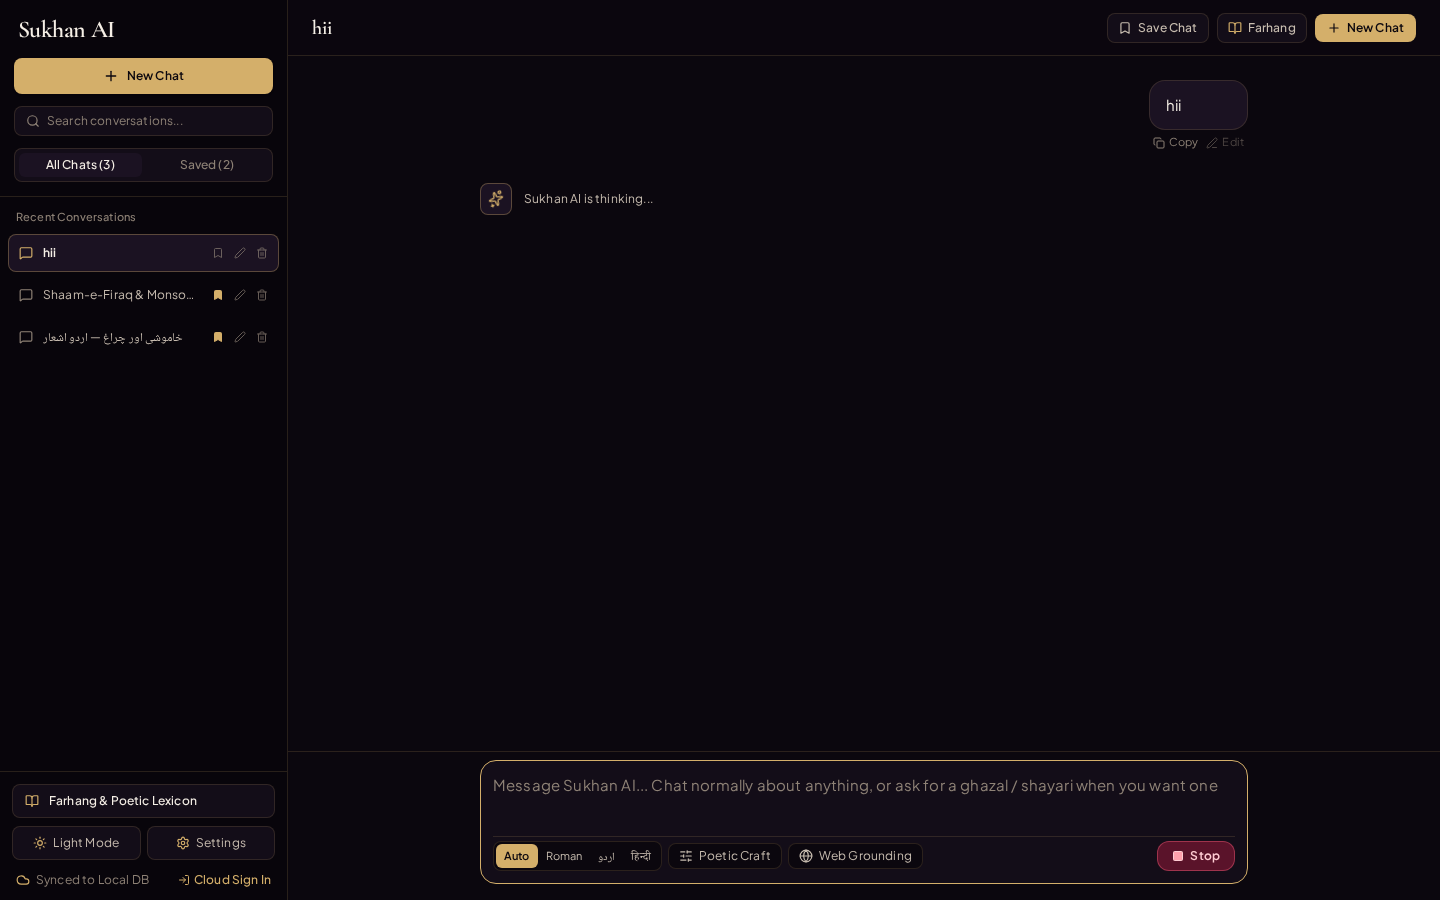 Sukhan AI
New Chat
Search conversations...
All Chats (3)
Saved (2)
Recent Conversations
hii
Shaam-e-Firaq & Monso...
خاموشی اور چراغ — اردو اشعار
Farhang & Poetic Lexicon
Light Mode
Settings
Synced to Local DB
Cloud Sign In
hii
Save Chat
Farhang
New Chat
hii
Copy
Edit
Sukhan AI is thinking...
Message Sukhan AI... Chat normally about anything, or ask for a ghazal / shayari when you want one
Auto
Roman
اردو
हिन्दी
Poetic Craft
Web Grounding
Stop